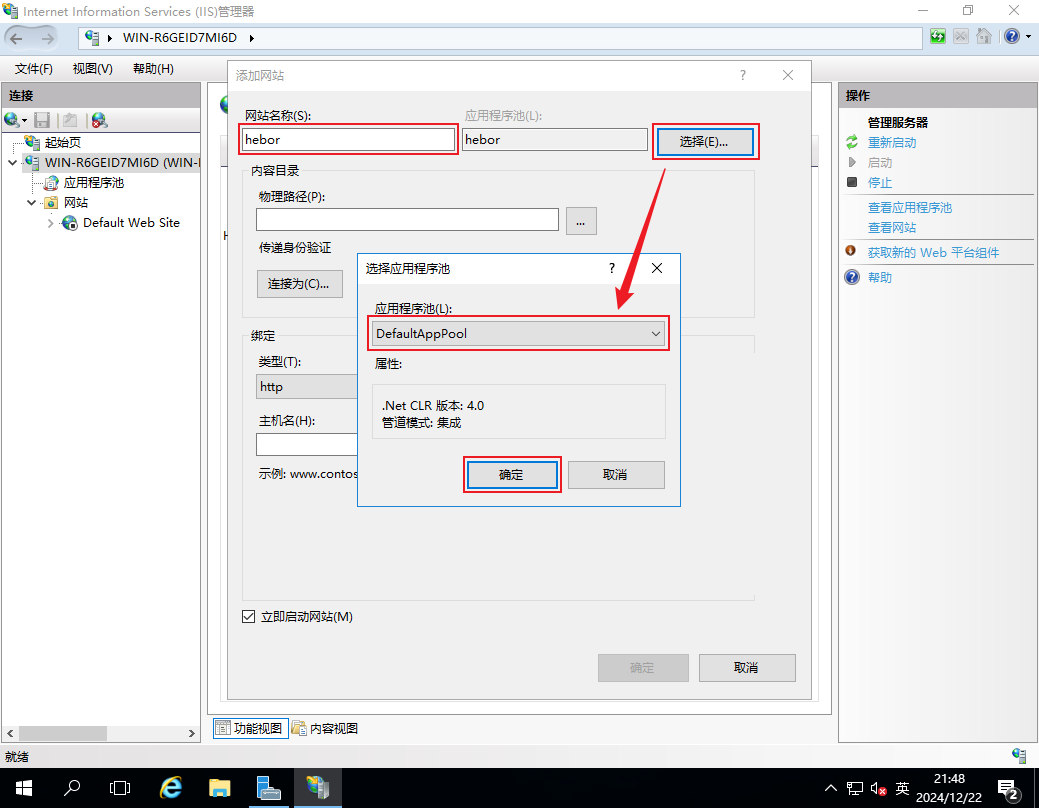 Internet Information Services (IIS)管理器
WIN-R6GEID7MI6D
文件(F) 视图(V) 帮助(H)
连接
起始页
WIN-R6GEID7MI6D (WIN-
应用程序池
网站
Default Web Site
添加网站
网站名称(S):
应用程序池(L):
hebor
hebor
选择(E)...
内容目录
物理路径(P):
...
传递身份验证
连接为(C)...
绑定
类型(T):
http
主机名(H):
示例: www.contos
选择应用程序池
应用程序池(L):
DefaultAppPool
属性:
.Net CLR 版本: 4.0
管道模式: 集成
确定
取消
立即启动网站(M)
确定
取消
功能视图
内容视图
操作
管理服务器
重新启动
启动
停止
查看应用程序池
查看网站
获取新的 Web 平台组件
帮助
就绪
英
21:48
2024/12/22
2